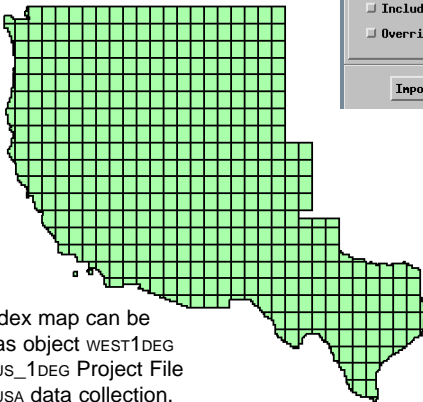 Includ
Overri
Impo
dex map can be
as object WEST1DEG
US_1DEG Project File
USA data collection.